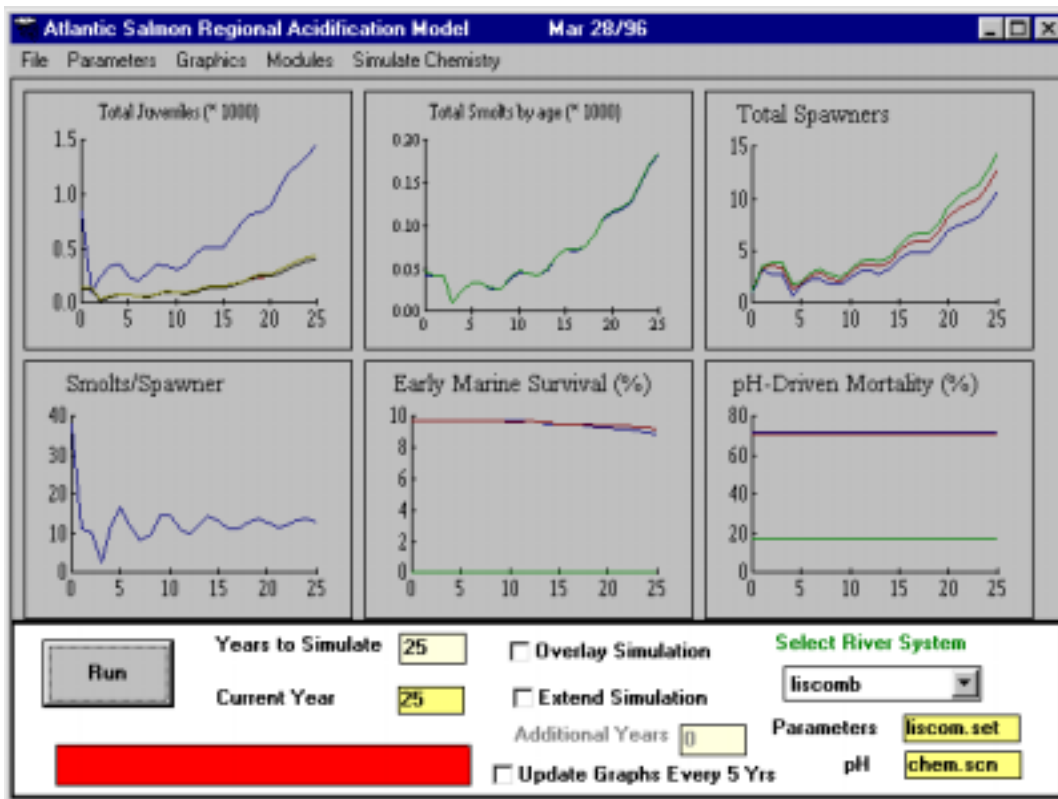 Atlantic Salmon Regional Acidification Model Mar 28/96
File Parameters Graphics Modules Simulate Chemistry
Total Juveniles (* 1000)
1.5
1.0
0.5
0.0
0 5 10 15 20 25
Total Smolts by age (* 1000)
0.20
0.15
0.10
0.05
0.00
0 5 10 15 20 25
Total Spawners
15
10
5
0
0 5 10 15 20 25
Smolts/Spawner
40
30
20
10
0
0 5 10 15 20 25
Early Marine Survival (%)
10
8
6
4
2
0
0 5 10 15 20 25
pH-Driven Mortality (%)
80
60
40
20
0
0 5 10 15 20 25
Run
Years to Simulate 25
Current Year 25
Overlay Simulation
Extend Simulation
Additional Years 0
Update Graphs Every 5 Yrs
Select River System
liscomb
Parameters liscom.set
pH chem.scn